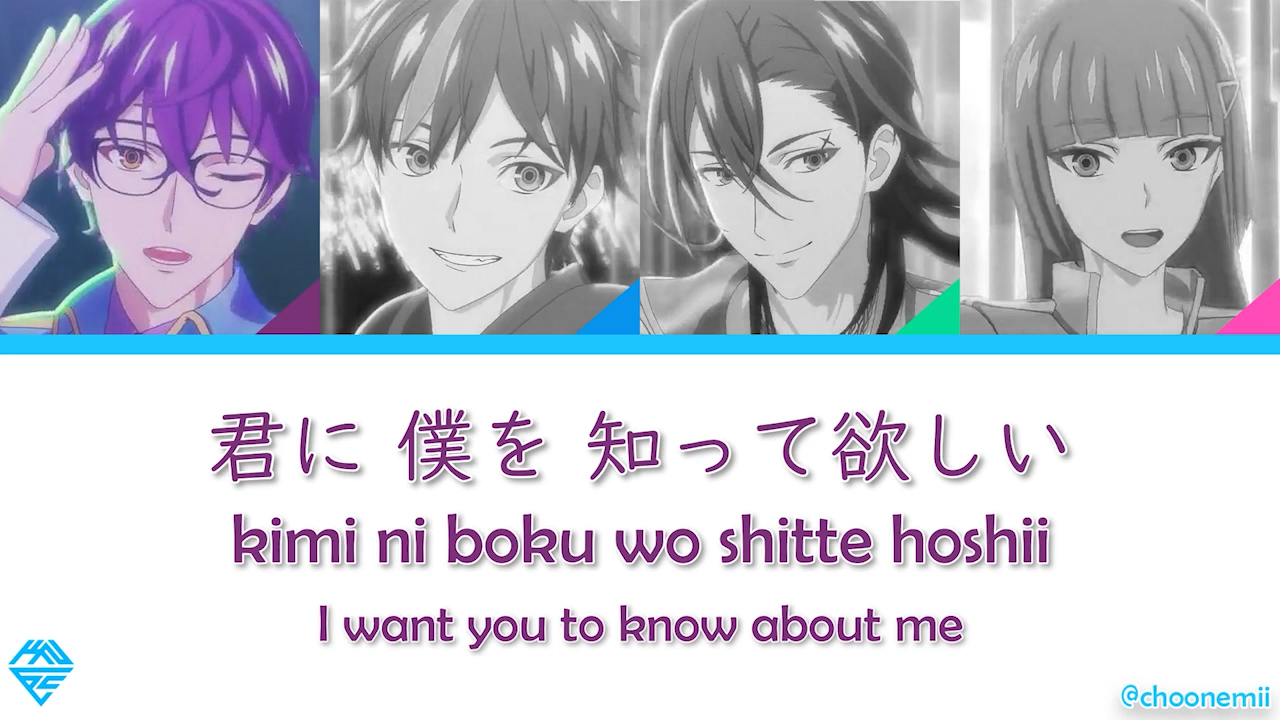 君に 僕を 知って欲しい
kimi ni boku wo shitte hoshii
I want you to know about me
@choonemii